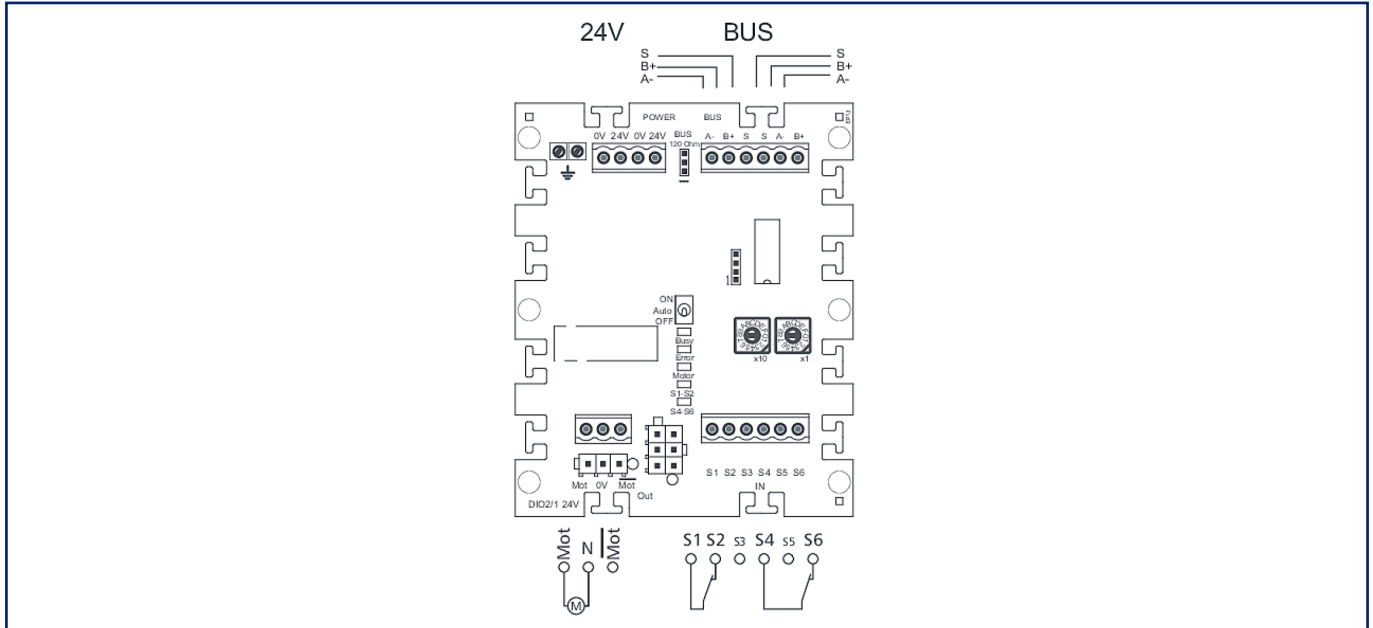 24V BUS
S S
B+ B+
A- A-
POWER BUS
0V 24V 0V 24V BUS A- B+ S S A- B+
120 Ohm
1
ON
Auto
OFF
Busy
Error
x10 x1
Motor
S1-S2
S4-S6
S1 S2 S3 S4 S5 S6
Mot 0V Mot IN
Out
DIO2/1 24V
Mot N Mot S1 S2 S3 S4 S5 S6
M